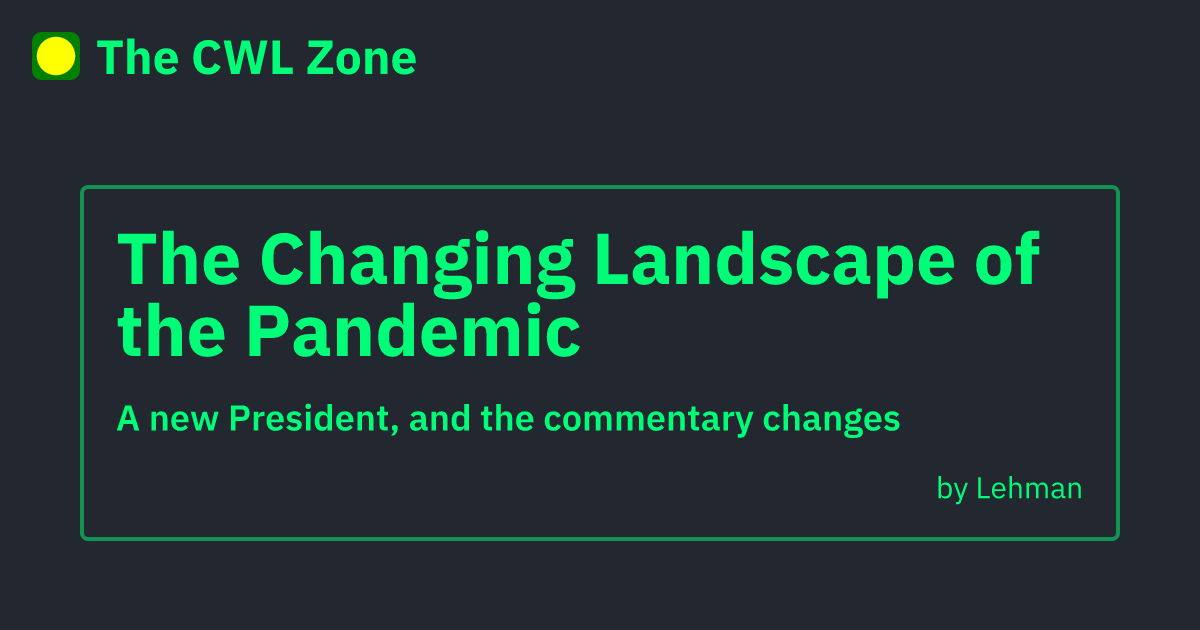 The CWL Zone
The Changing Landscape of
the Pandemic
A new President, and the commentary changes
by Lehman